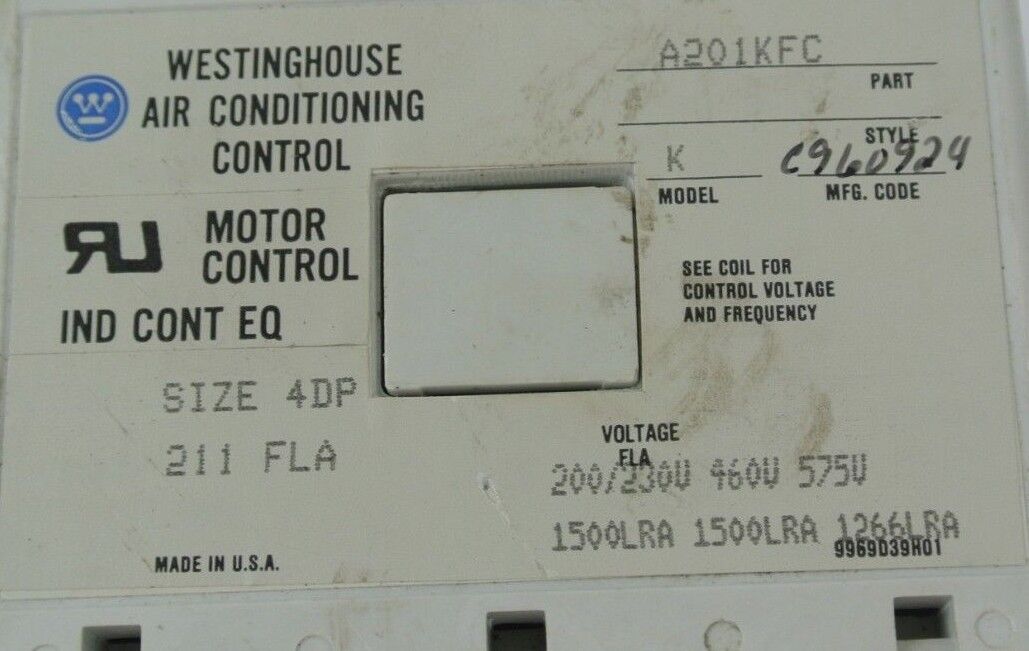 WESTINGHOUSE
AIR CONDITIONING
CONTROL
A201KFC
PART
STYLE
K
C960924
MODEL
MFG. CODE
RU
MOTOR
CONTROL
IND CONT EQ
SEE COIL FOR
CONTROL VOLTAGE
AND FREQUENCY
SIZE 4DP
211 FLA
VOLTAGE
FLA
200/230V 460V 575V
1500LRA 1500LRA 1266LRA
9969D39H01
MADE IN U.S.A.